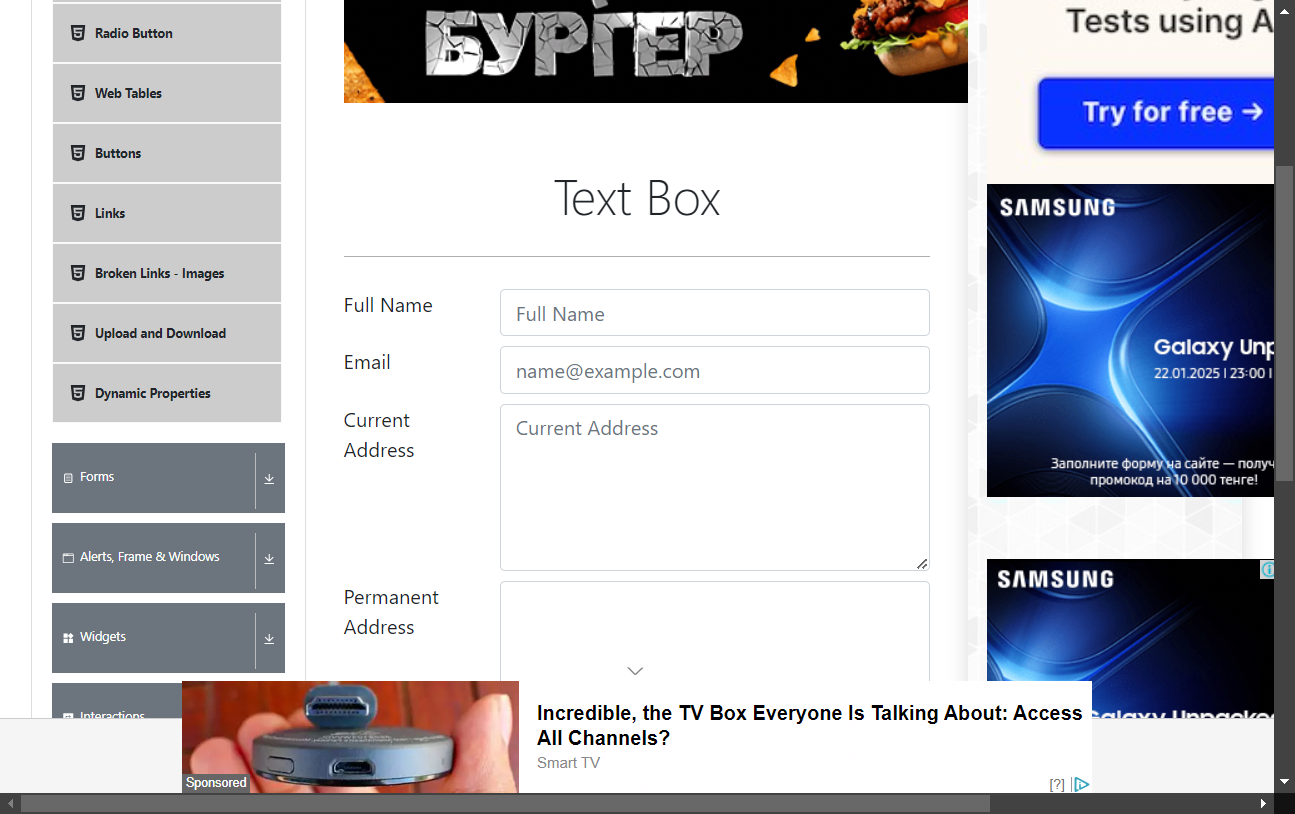 Radio Button
Web Tables
Buttons
Links
Broken Links - Images
Upload and Download
Dynamic Properties
Forms
Alerts, Frame & Windows
Widgets
Interactions
БУРГЕР
Text Box
Full Name
Full Name
Email
name@example.com
Current
Address
Current Address
Permanent
Address
Tests using A
Try for free →
SAMSUNG
Galaxy Unp
22.01.2025 | 23:00 |
Заполните форму на сайте — получ
промокод на 10 000 тенге!
SAMSUNG
Galaxy Unpacked
Incredible, the TV Box Everyone Is Talking About: Access
All Channels?
Smart TV
Sponsored
[?]